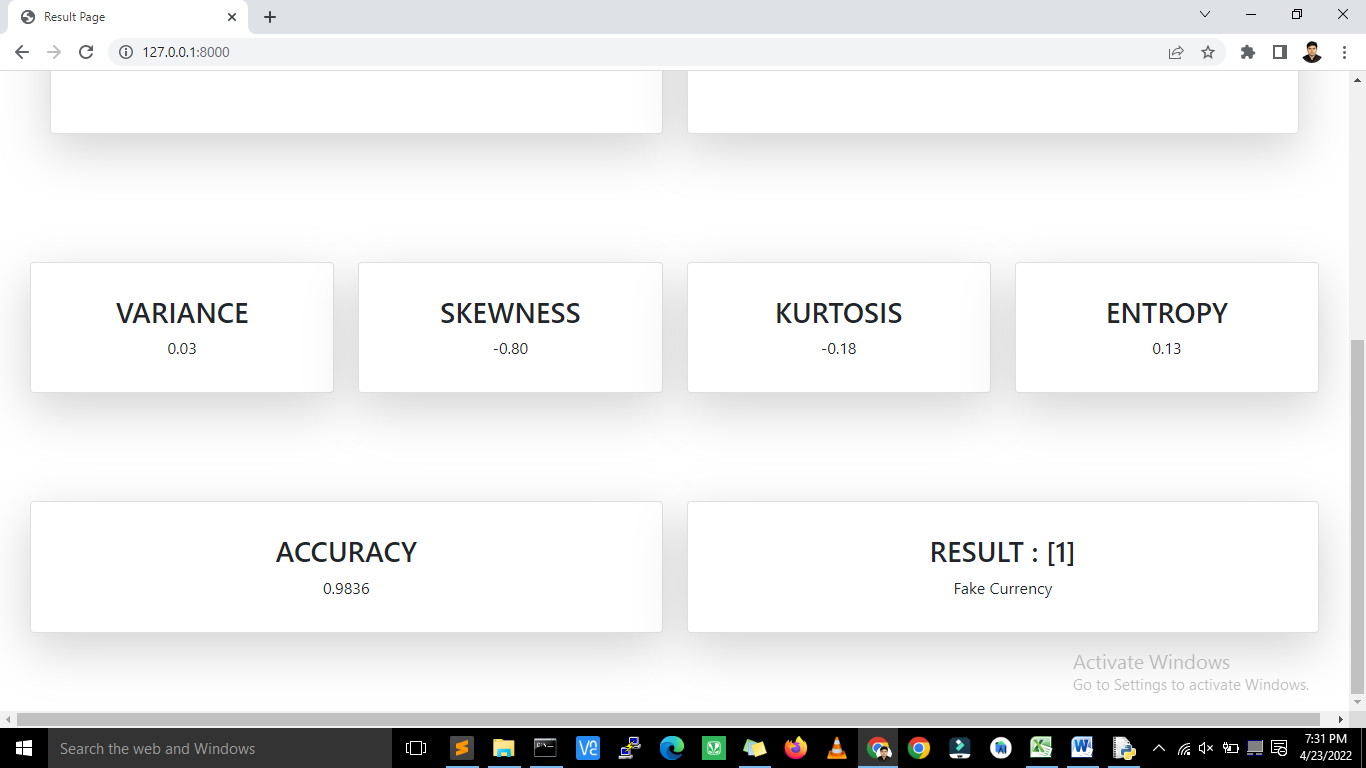 Result Page
127.0.0.1:8000
VARIANCE
0.03
SKEWNESS
-0.80
KURTOSIS
-0.18
ENTROPY
0.13
ACCURACY
0.9836
RESULT : [1]
Fake Currency
Activate Windows
Go to Settings to activate Windows.
Search the web and Windows
7:31 PM
4/23/2022